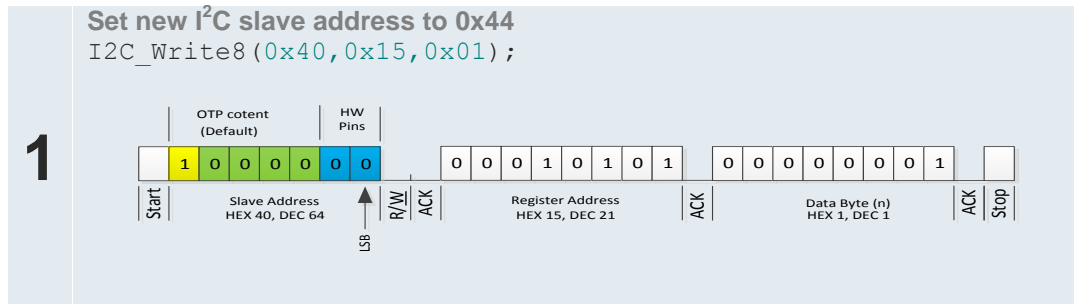 Set new I²C slave address to 0x44
I2C_Write8(0x40,0x15,0x01);
1
OTP cotent
(Default)
HW
Pins
1 0 0 0 0 0 0
0 0 0 1 0 1 0 1
0 0 0 0 0 0 0 1
Start
Slave Address
HEX 40, DEC 64
LSB
R/W
ACK
Register Address
HEX 15, DEC 21
ACK
Data Byte (n)
HEX 1, DEC 1
ACK
Stop